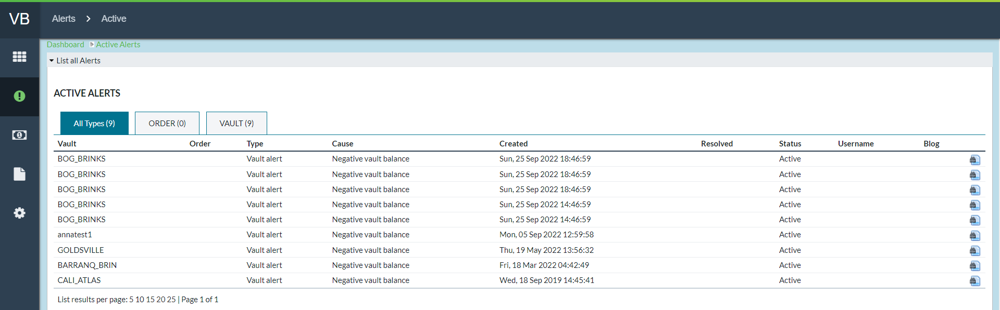 VB Alerts Active
Dashboard Active Alerts
List all Alerts
ACTIVE ALERTS
All Types (9) ORDER (0) VAULT (9)
Vault Order Type Cause Created Resolved Status Username Blog
BOG_BRINKS Vault alert Negative vault balance Sun, 25 Sep 2022 18:46:59 Active
BOG_BRINKS Vault alert Negative vault balance Sun, 25 Sep 2022 18:46:59 Active
BOG_BRINKS Vault alert Negative vault balance Sun, 25 Sep 2022 18:46:59 Active
BOG_BRINKS Vault alert Negative vault balance Sun, 25 Sep 2022 14:46:59 Active
BOG_BRINKS Vault alert Negative vault balance Sun, 25 Sep 2022 14:46:59 Active
annatest1 Vault alert Negative vault balance Mon, 05 Sep 2022 12:59:58 Active
GOLDSVILLE Vault alert Negative vault balance Thu, 19 May 2022 13:56:32 Active
BARRANQ_BRIN Vault alert Negative vault balance Fri, 18 Mar 2022 04:42:49 Active
CALI_ATLAS Vault alert Negative vault balance Wed, 18 Sep 2019 14:45:41 Active
List results per page: 5 10 15 20 25 | Page 1 of 1